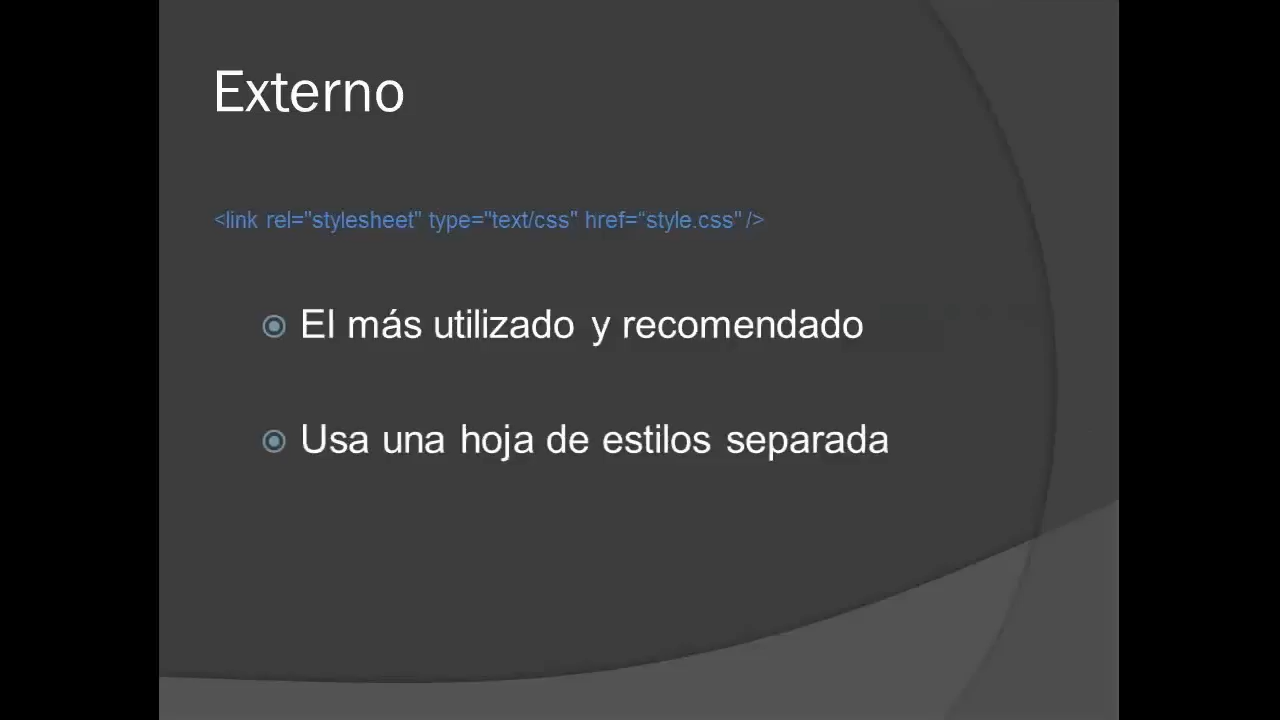 Externo
<link rel="stylesheet" type="text/css" href=“style.css" />
El más utilizado y recomendado
Usa una hoja de estilos separada